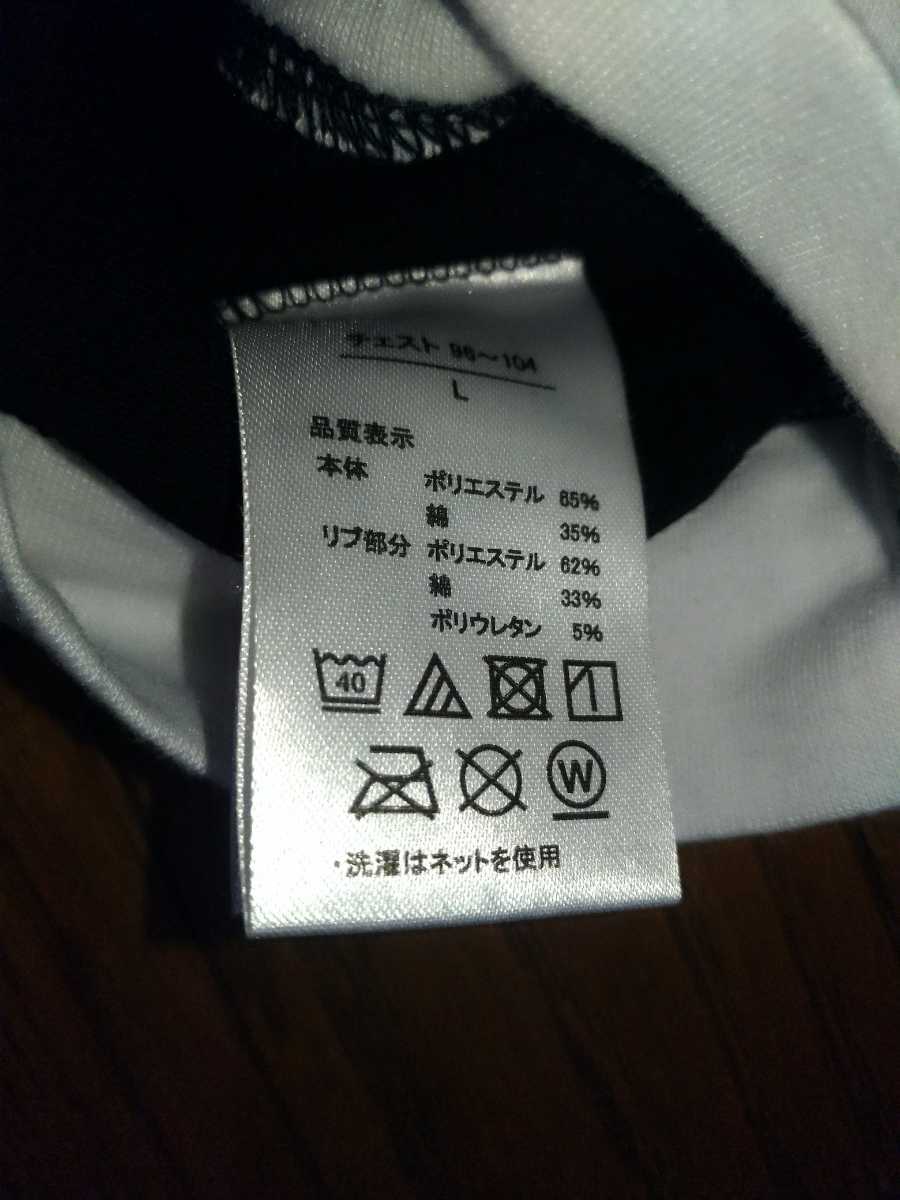 チェスト 96～104
L
品質表示
本体 ポリエステル 65%
綿 35%
リブ部分 ポリエステル 62%
綿 33%
ポリウレタン 5%
40
W
・洗濯はネットを使用